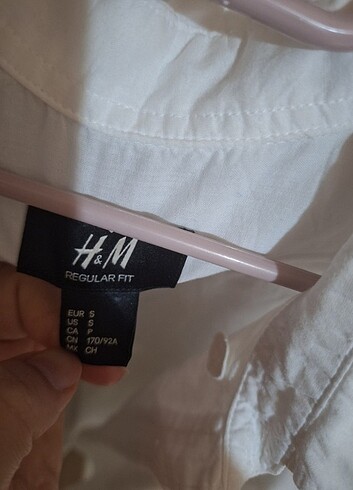 H&M
REGULAR FIT
EUR S
US S
CA P
CN 170/92A
MX CH